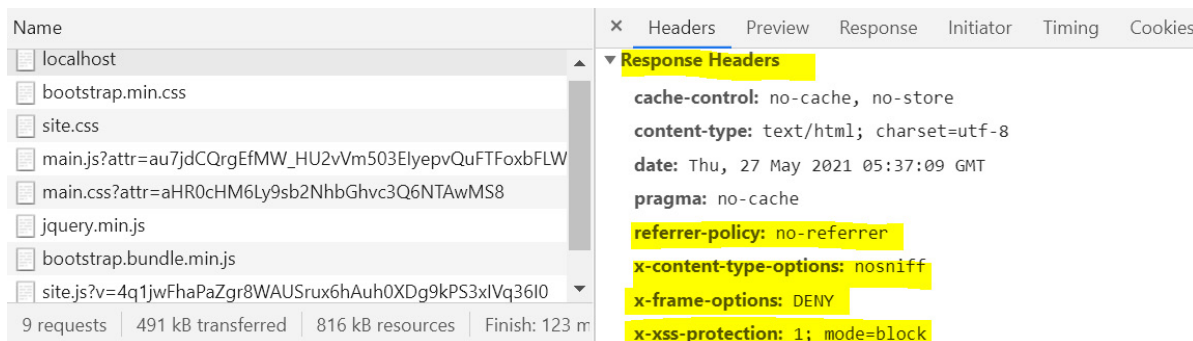 Name
localhost
bootstrap.min.css
site.css
main.js?attr=au7jdCQrgEfMW_HU2vVm503EIyepvQuFTFoxbFLW
main.css?attr=aHR0cHM6Ly9sb2NhbGhvc3Q6NTAwMS8
jquery.min.js
bootstrap.bundle.min.js
site.js?v=4q1jwFhaPaZgr8WAUSrux6hAuh0XDg9kPS3xIVq36I0
9 requests 491 kB transferred 816 kB resources Finish: 123 m
× Headers Preview Response Initiator Timing Cookies
Response Headers
cache-control: no-cache, no-store
content-type: text/html; charset=utf-8
date: Thu, 27 May 2021 05:37:09 GMT
pragma: no-cache
referrer-policy: no-referrer
x-content-type-options: nosniff
x-frame-options: DENY
x-xss-protection: 1; mode=block